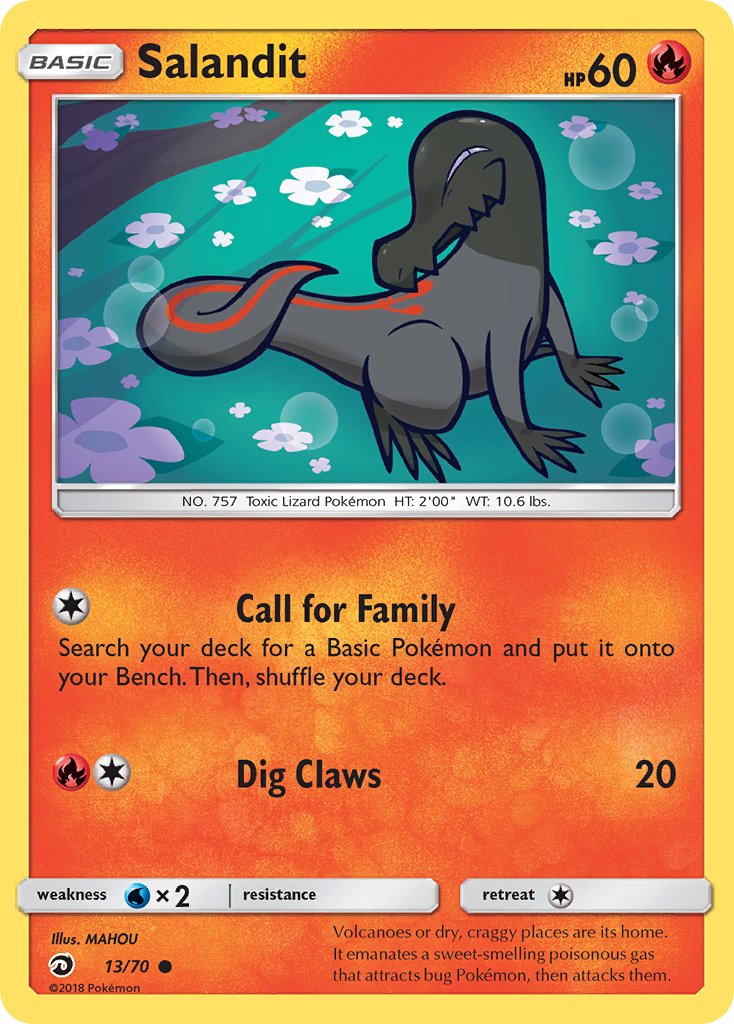 BASIC Salandit HP60
NO. 757 Toxic Lizard Pokémon HT: 2'00" WT: 10.6 lbs.
Call for Family
Search your deck for a Basic Pokémon and put it onto
your Bench. Then, shuffle your deck.
Dig Claws 20
weakness ×2 resistance retreat
Illus. MAHOU
13/70
©2018 Pokémon
Volcanoes or dry, craggy places are its home.
It emanates a sweet-smelling poisonous gas
that attracts bug Pokémon, then attacks them.